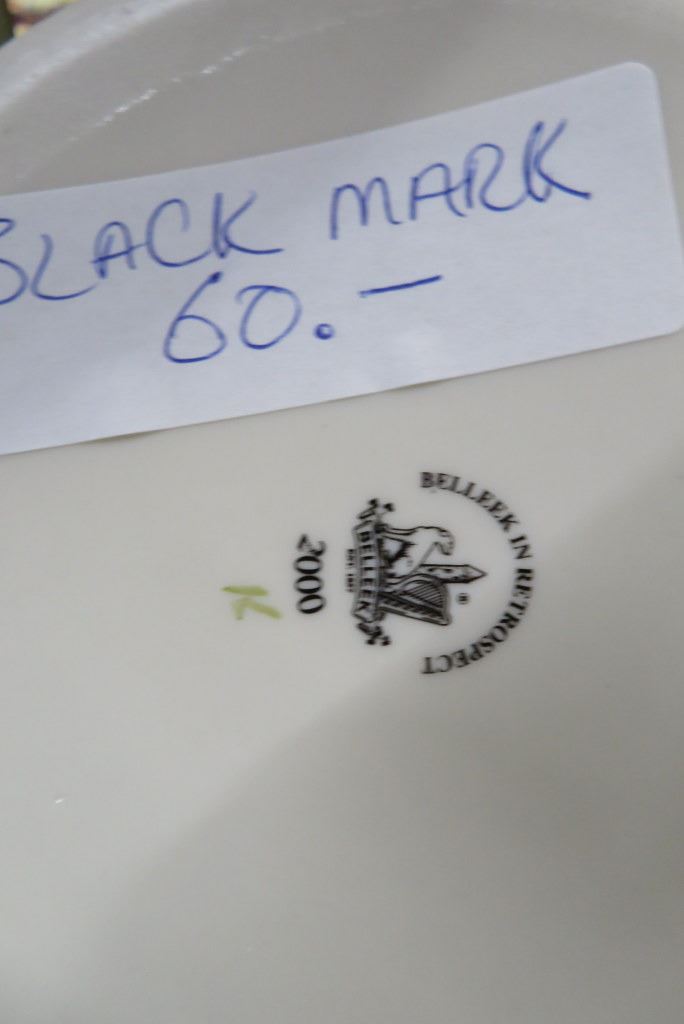 BLACK MARK
60.—
BELLEEK IN RETROSPECT
®
BELLEEK
2000